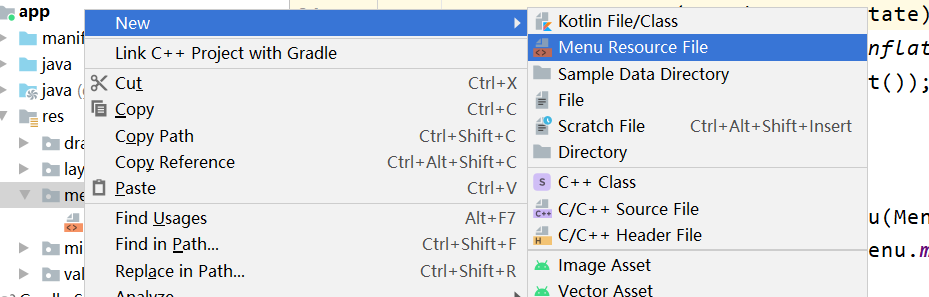 app
New
Kotlin File/Class
tate)
manif
Link C++ Project with Gradle
Menu Resource File
nflat
java
Cut Ctrl+X
Sample Data Directory
t());
java (
Copy Ctrl+C
File
res
Copy Path Ctrl+Shift+C
Scratch File Ctrl+Alt+Shift+Insert
dra
Copy Reference Ctrl+Alt+Shift+C
Directory
lay
Paste Ctrl+V
C++ Class
me
Find Usages Alt+F7
C/C++ Source File
u(Men
Find in Path... Ctrl+Shift+F
C/C++ Header File
mi
enu.m
Replace in Path... Ctrl+Shift+R
Image Asset
val
Analyze
Vector Asset